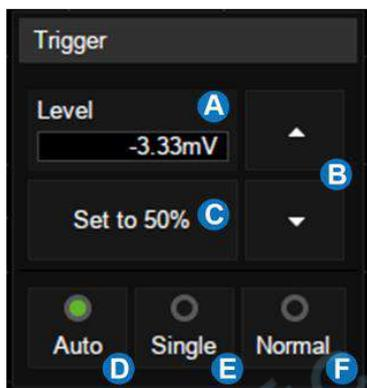 Trigger
Level A
-3.33mV
B
Set to 50% C
Auto Single Normal
D E F